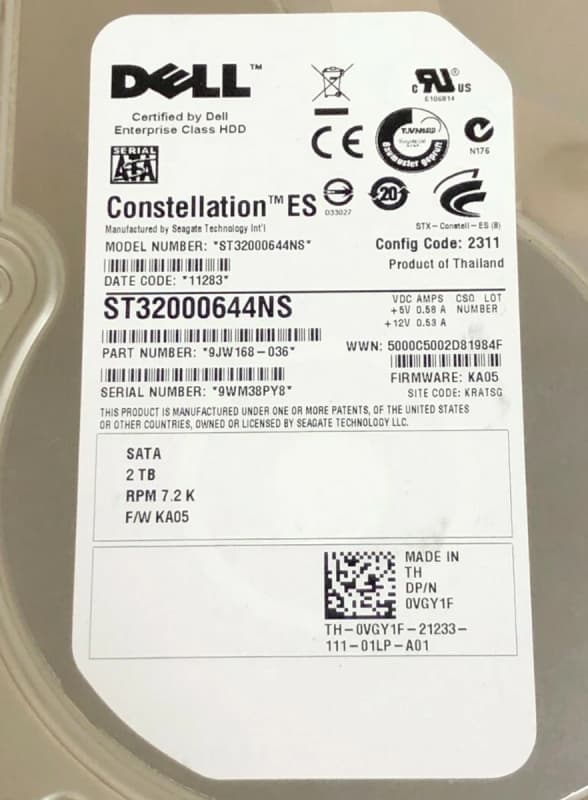 DELL™
Certified by Dell
Enterprise Class HDD
SERIAL
ATA
c RU® US
E106814
CE
N176
D33027
20
STX-Constell-ES (B)
Constellation™ ES
Manufactured by Seagate Technology Int'l
MODEL NUMBER: "ST32000644NS"
Config Code: 2311
Product of Thailand
DATE CODE: "11283"
ST32000644NS
VDC AMPS CSO LOT
+5V 0.58 A NUMBER
+12V 0.53 A
PART NUMBER: "9JW168-036"
WWN: 5000C5002D81984F
SERIAL NUMBER: "9WM38PY8"
FIRMWARE: KA05
SITE CODE: KRATSG
THIS PRODUCT IS MANUFACTURED UNDER ONE OR MORE PATENTS, OF THE UNITED STATES
OR OTHER COUNTRIES, OWNED OR LICENSED BY SEAGATE TECHNOLOGY LLC.
SATA
2 TB
RPM 7.2 K
F/W KA05
MADE IN
TH
DP/N
0VGY1F
TH-0VGY1F-21233-
111-01LP-A01